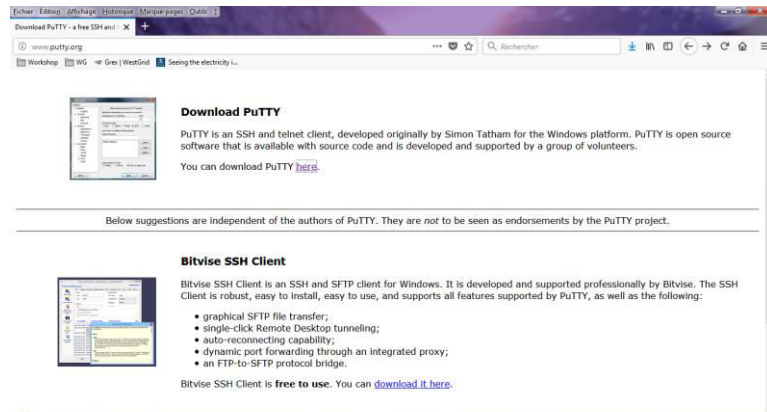 Fichier Edition Affichage Historique Marque-pages Outils ?
Download PuTTY - a free SSH and
www.putty.org
Rechercher
Workshop WG Grex | WestGrid Seeing the electricity i...
Download PuTTY
PuTTY is an SSH and telnet client, developed originally by Simon Tatham for the Windows platform. PuTTY is open source
software that is available with source code and is developed and supported by a group of volunteers.
You can download PuTTY here.
Below suggestions are independent of the authors of PuTTY. They are not to be seen as endorsements by the PuTTY project.
Bitvise SSH Client
Bitvise SSH Client is an SSH and SFTP client for Windows. It is developed and supported professionally by Bitvise. The SSH
Client is robust, easy to install, easy to use, and supports all features supported by PuTTY, as well as the following:
• graphical SFTP file transfer;
• single-click Remote Desktop tunneling;
• auto-reconnecting capability;
• dynamic port forwarding through an integrated proxy;
• an FTP-to-SFTP protocol bridge.
Bitvise SSH Client is free to use. You can download it here.